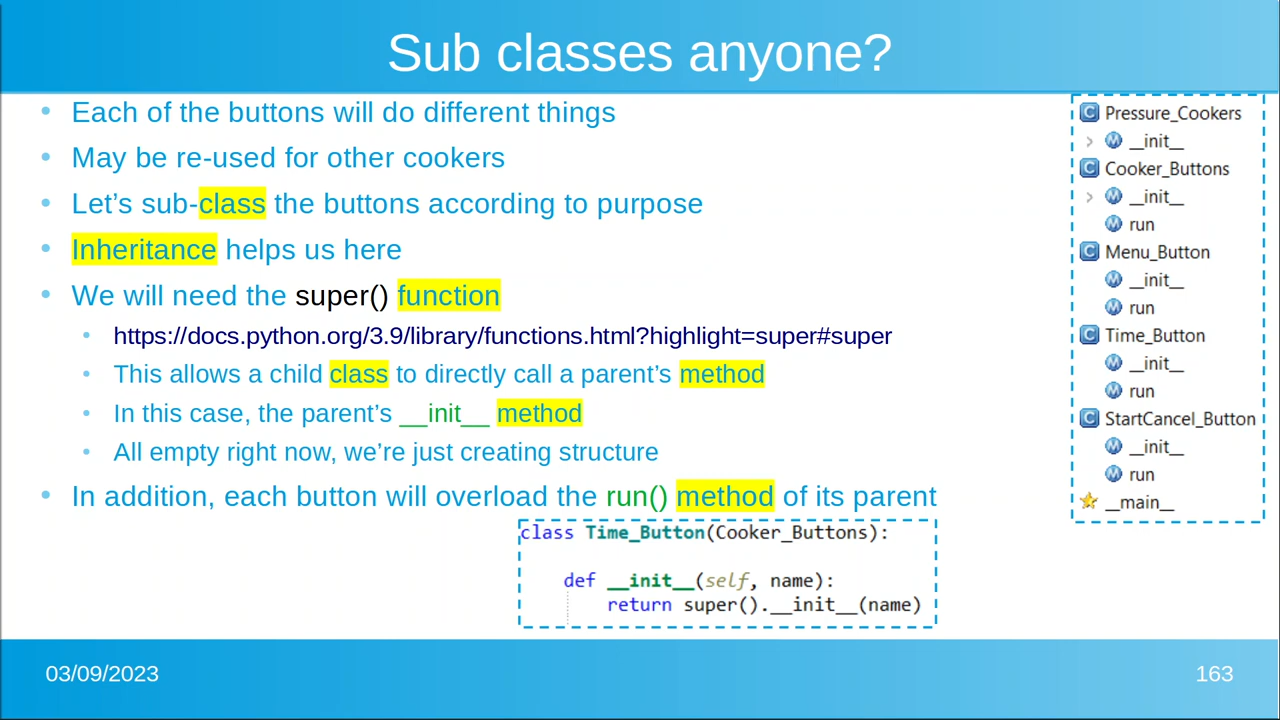 Sub classes anyone?
• Each of the buttons will do different things
• May be re-used for other cookers
• Let’s sub-class the buttons according to purpose
• Inheritance helps us here
• We will need the super() function
• https://docs.python.org/3.9/library/functions.html?highlight=super#super
• This allows a child class to directly call a parent’s method
• In this case, the parent’s __init__ method
• All empty right now, we’re just creating structure
• In addition, each button will overload the run() method of its parent
class Time_Button(Cooker_Buttons):
def __init__(self, name):
return super().__init__(name)
C Pressure_Cookers
M __init__
C Cooker_Buttons
M __init__
M run
C Menu_Button
M __init__
M run
C Time_Button
M __init__
M run
C StartCancel_Button
M __init__
M run
__main__
03/09/2023
163